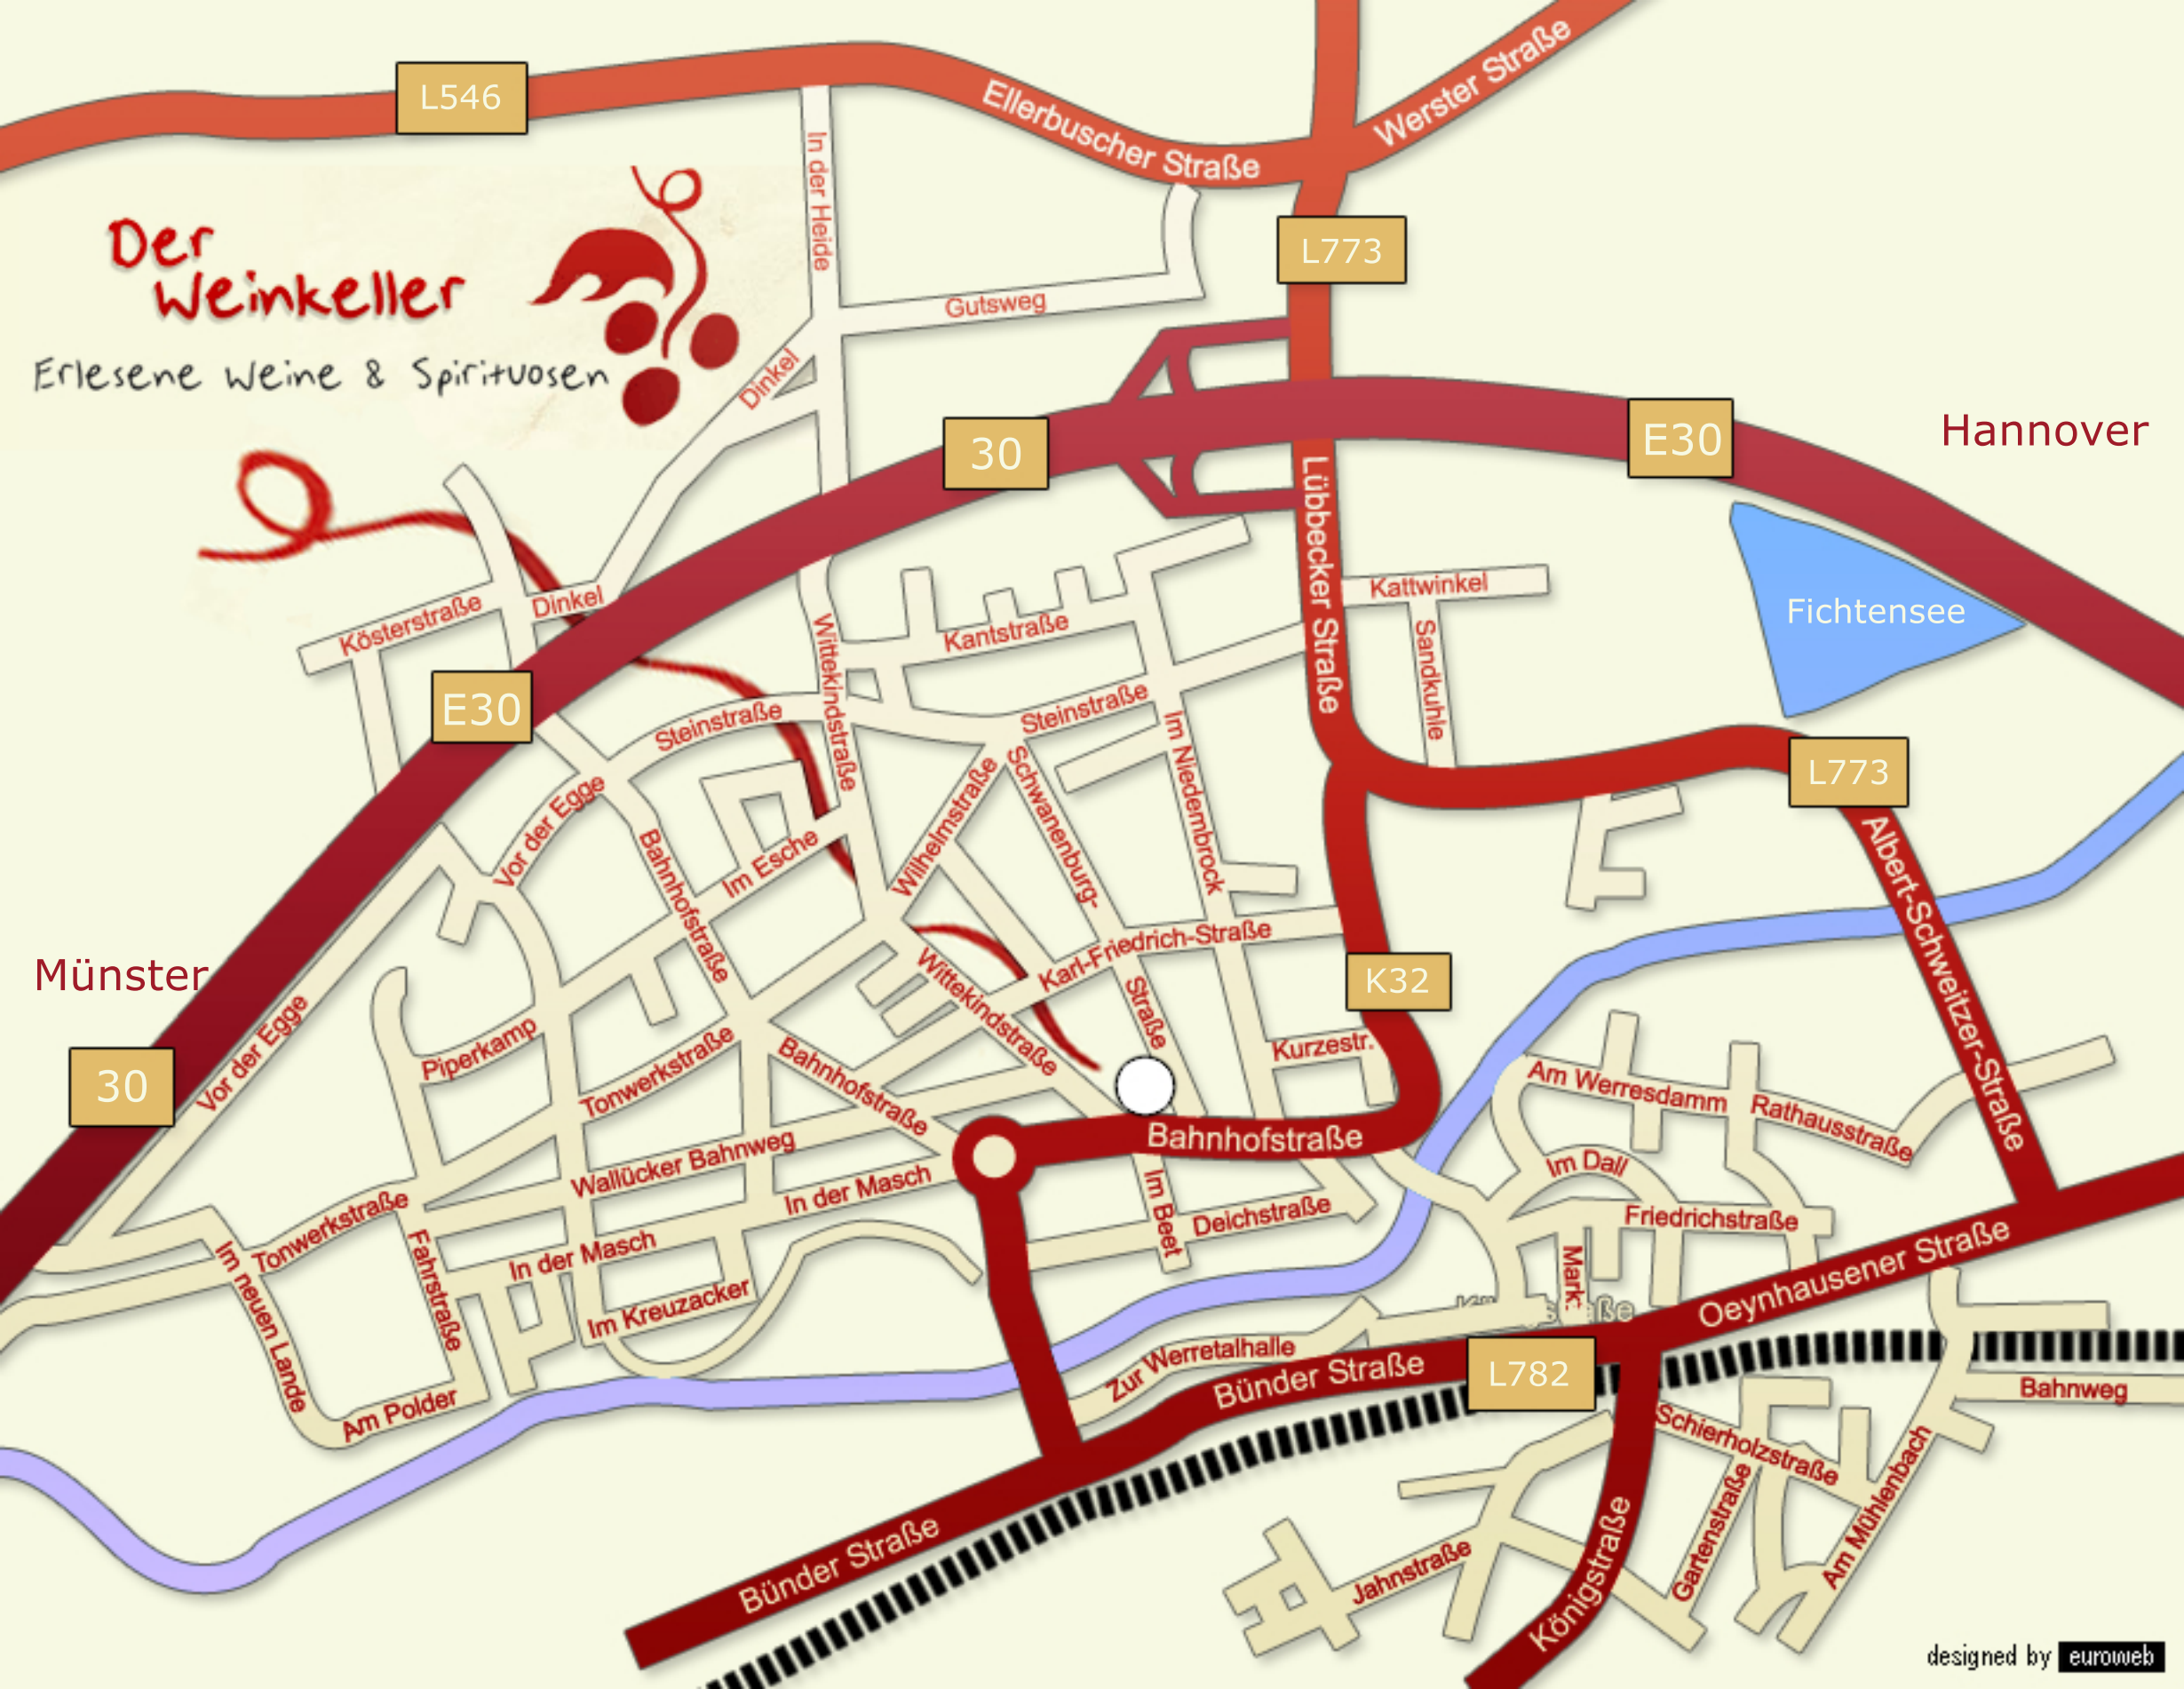 L546
Ellerbuscher Straße
Werster Straße
In der Heide
Der
Weinkeller
Erlesene Weine & Spirituosen
L773
Gutsweg
Dinkel
30
E30
Hannover
Lübbecker Straße
Kattwinkel
Sandkuhle
Fichtensee
Kösterstraße
Dinkel
E30
Kantstraße
Wittekindstraße
Steinstraße
Steinstraße
Im Niedernbrock
L773
Vor der Egge
Bahnhofstraße
Im Esche
Wilhelmstraße
Schwanenburg-
Straße
Karl-Friedrich-Straße
Albert-Schweitzer-Straße
Münster
K32
Wittekindstraße
Vor der Egge
30
Piperkamp
Tonwerkstraße
Bahnhofstraße
Kurzestr.
Am Werresdamm
Rathausstraße
Bahnhofstraße
Wallücker Bahnweg
In der Masch
Im Beet
Deichstraße
Im Dall
Friedrichstraße
Tonwerkstraße
Fahrstraße
In der Masch
Im neuen Lande
Im Kreuzacker
Markt
Oeynhausener Straße
Zur Werretalhalle
Bünder Straße
L782
Am Polder
Bahnweg
Schierholzstraße
Gartenstraße
Am Mühlenbach
Bünder Straße
Jahnstraße
Königstraße
designed by euroweb